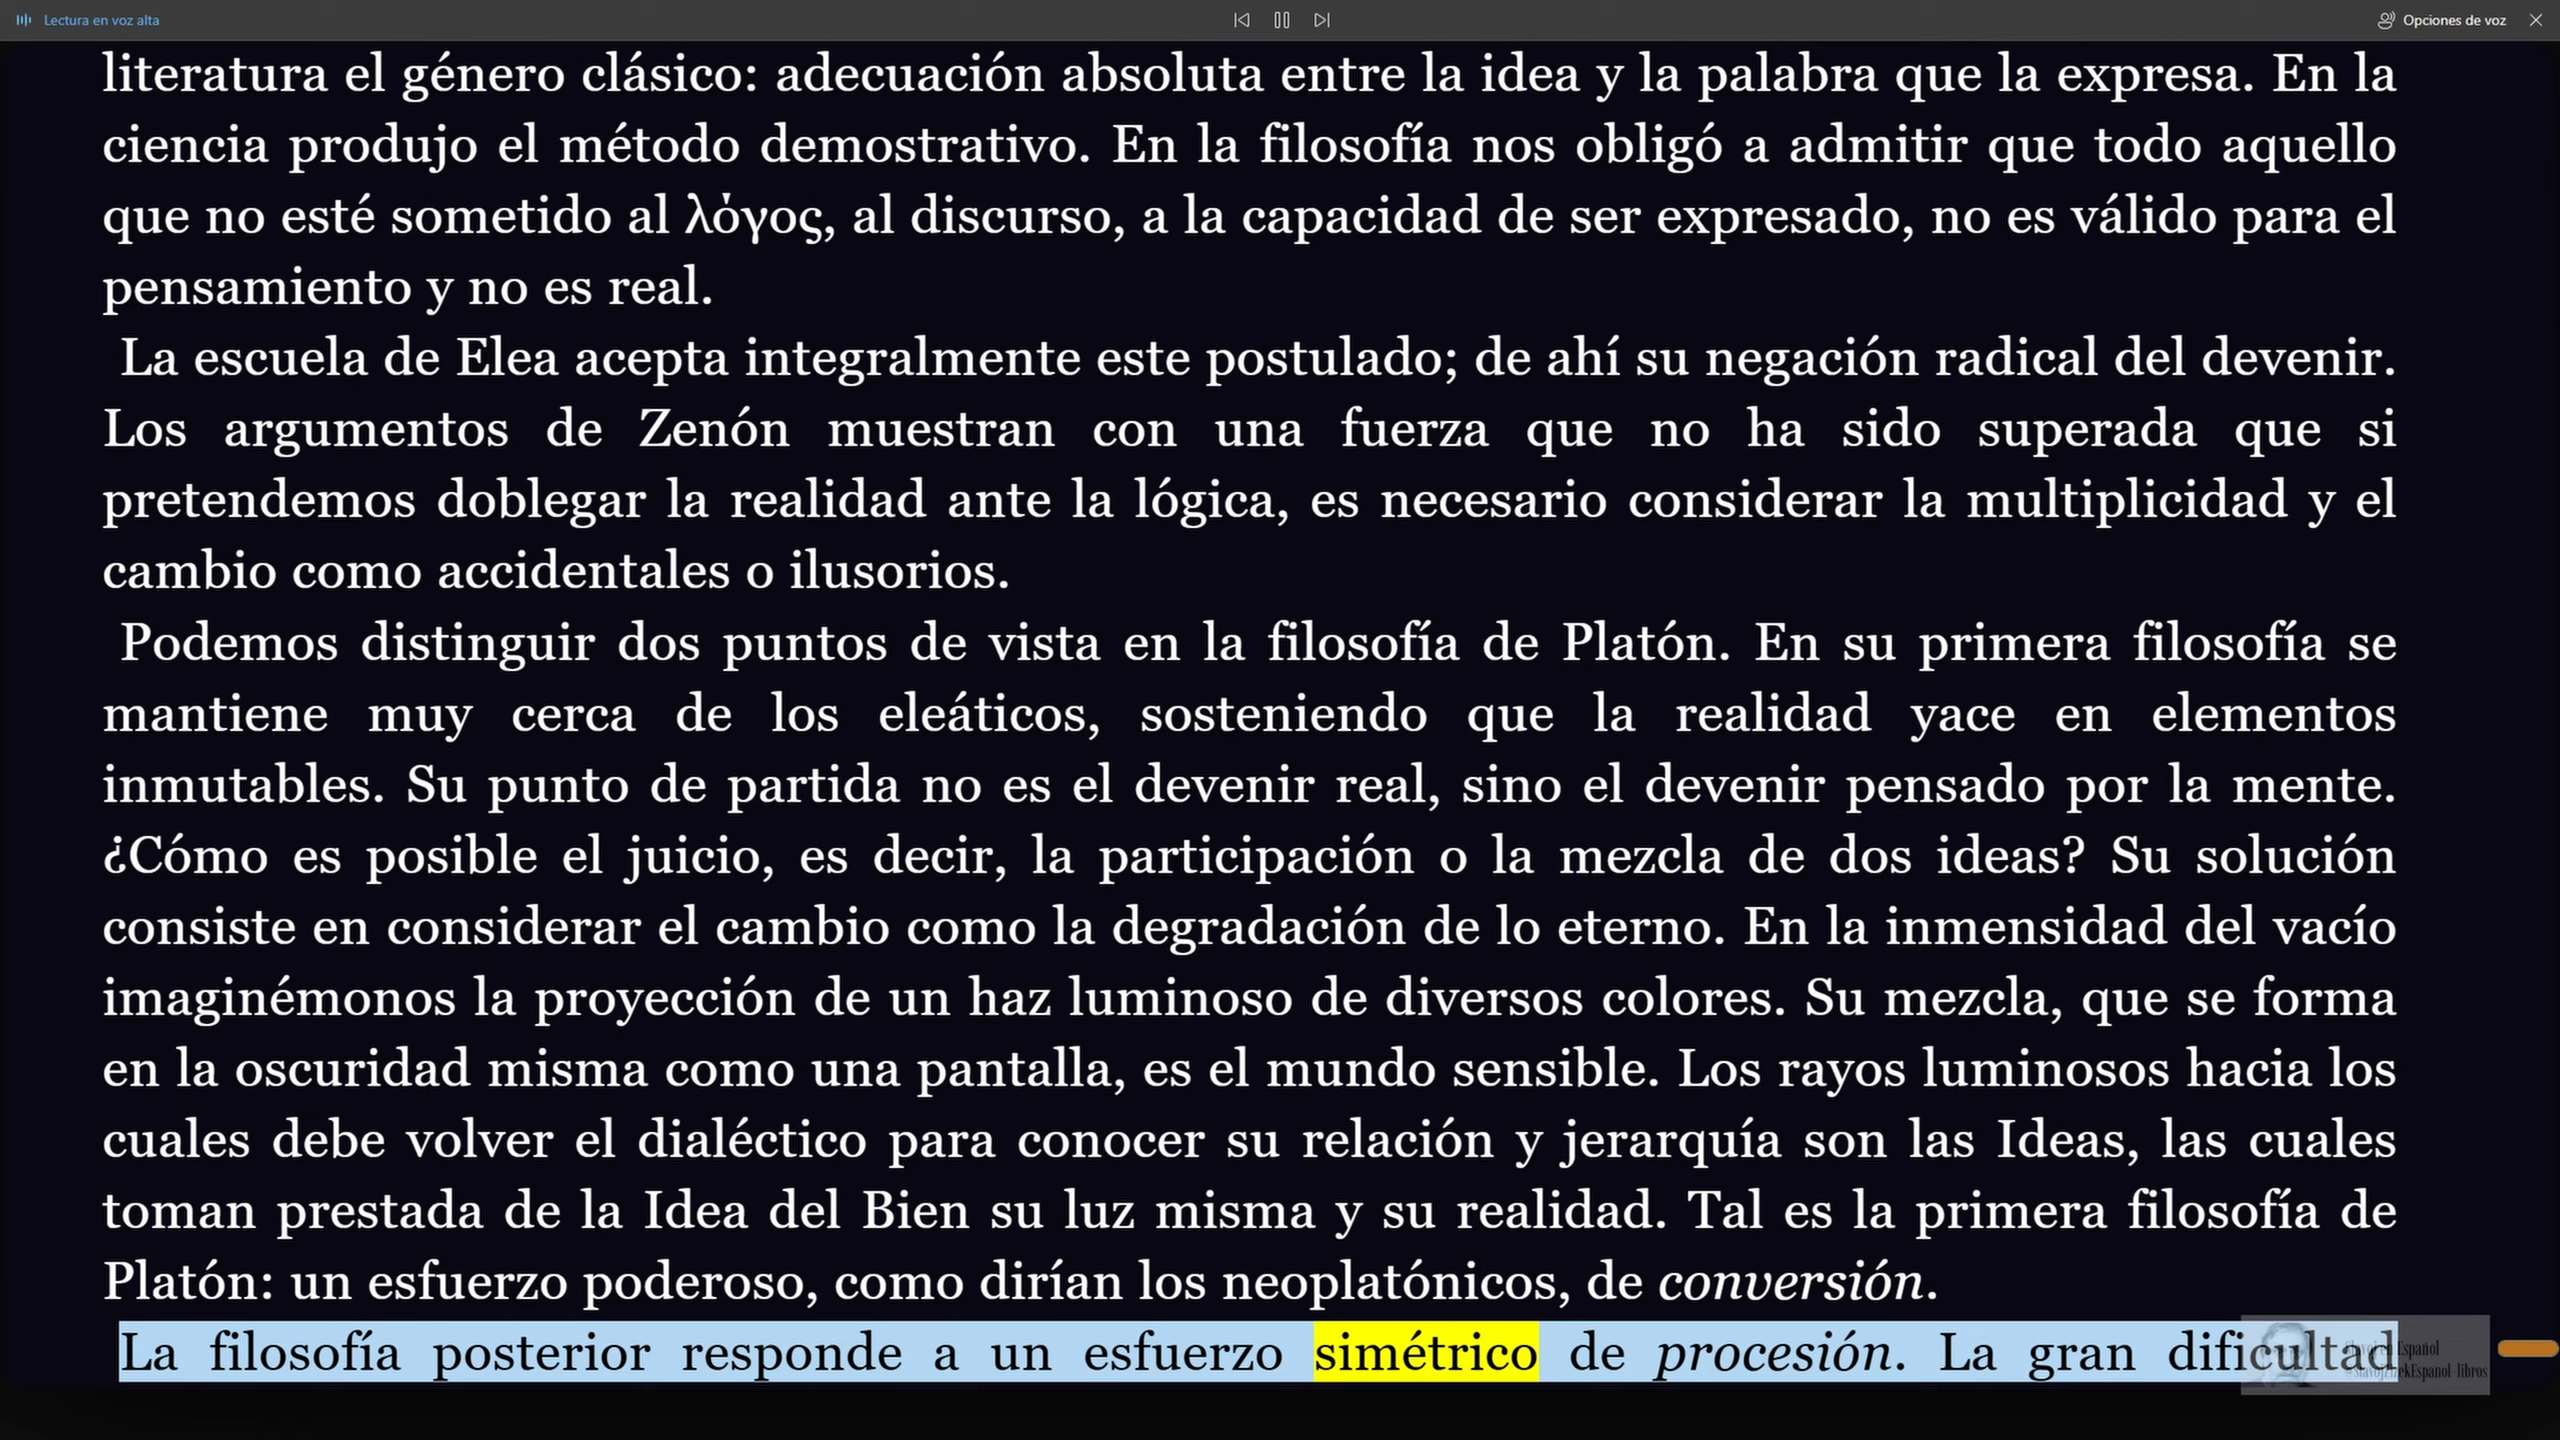 Lectura en voz alta
Opciones de voz
literatura el género clásico: adecuación absoluta entre la idea y la palabra que la expresa. En la
ciencia produjo el método demostrativo. En la filosofía nos obligó a admitir que todo aquello
que no esté sometido al λὀγος, al discurso, a la capacidad de ser expresado, no es válido para el
pensamiento y no es real.
La escuela de Elea acepta integralmente este postulado; de ahí su negación radical del devenir.
Los argumentos de Zenón muestran con una fuerza que no ha sido superada que si
pretendemos doblegar la realidad ante la lógica, es necesario considerar la multiplicidad y el
cambio como accidentales o ilusorios.
Podemos distinguir dos puntos de vista en la filosofía de Platón. En su primera filosofía se
mantiene muy cerca de los eleáticos, sosteniendo que la realidad yace en elementos
inmutables. Su punto de partida no es el devenir real, sino el devenir pensado por la mente.
¿Cómo es posible el juicio, es decir, la participación o la mezcla de dos ideas? Su solución
consiste en considerar el cambio como la degradación de lo eterno. En la inmensidad del vacío
imaginémonos la proyección de un haz luminoso de diversos colores. Su mezcla, que se forma
en la oscuridad misma como una pantalla, es el mundo sensible. Los rayos luminosos hacia los
cuales debe volver el dialéctico para conocer su relación y jerarquía son las Ideas, las cuales
toman prestada de la Idea del Bien su luz misma y su realidad. Tal es la primera filosofía de
Platón: un esfuerzo poderoso, como dirían los neoplatónicos, de conversión.
La filosofía posterior responde a un esfuerzo simétrico de procesión. La gran dificultad
Español